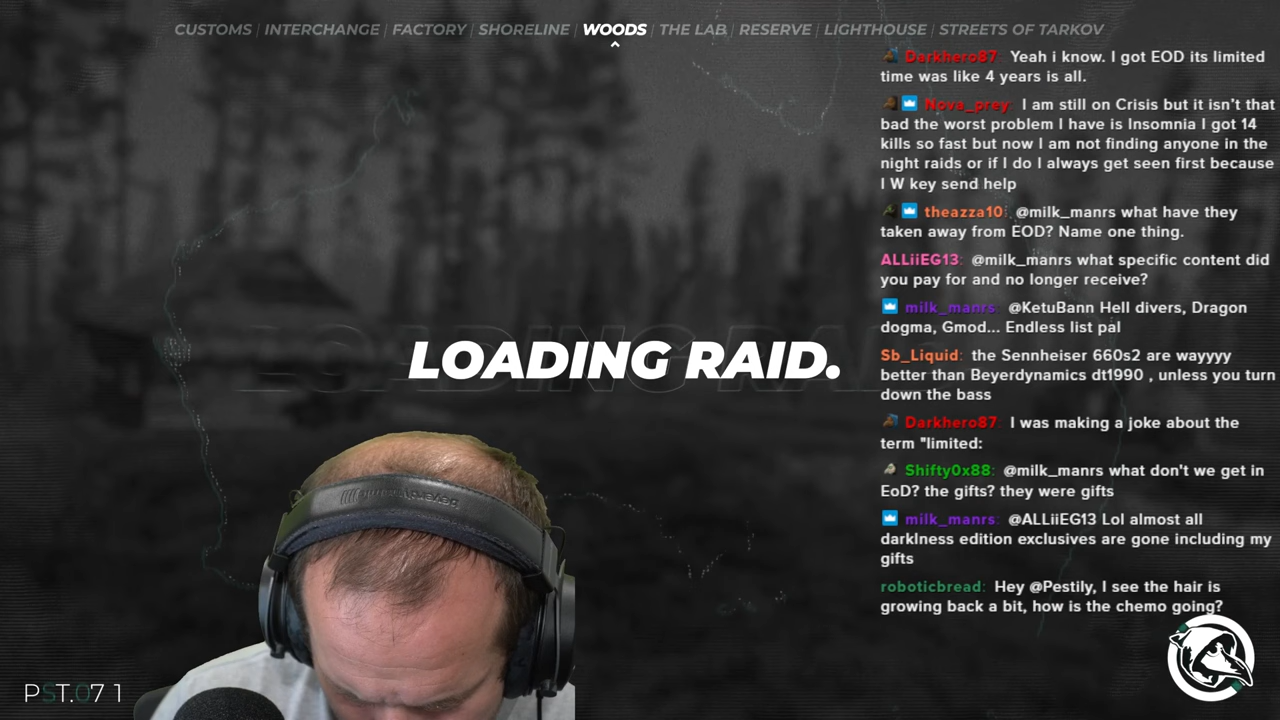 CUSTOMS | INTERCHANGE | FACTORY | SHORELINE | WOODS | THE LAB | RESERVE | LIGHTHOUSE | STREETS OF TARKOV
Darkhero87: Yeah i know. I got EOD its limited
time was like 4 years is all.
Nova_prey: I am still on Crisis but it isn't that
bad the worst problem I have is Insomnia I got 14
kills so fast but now I am not finding anyone in the
night raids or if I do I always get seen first because
I W key send help
theazza10: @milk_manrs what have they
taken away from EOD? Name one thing.
ALLiiEG13: @milk_manrs what specific content did
you pay for and no longer receive?
milk_manrs: @KetuBann Hell divers, Dragon
dogma, Gmod... Endless list pal
LOADING RAID.
Sb_Liquid: the Sennheiser 660s2 are wayyyy
better than Beyerdynamics dt1990 , unless you turn
down the bass
Darkhero87: I was making a joke about the
term "limited:
Shifty0x88: @milk_manrs what don't we get in
EoD? the gifts? they were gifts
milk_manrs: @ALLiiEG13 Lol almost all
darklness edition exclusives are gone including my
gifts
roboticbread: Hey @Pestily, I see the hair is
growing back a bit, how is the chemo going?
beyerdynamic
PST.07 1